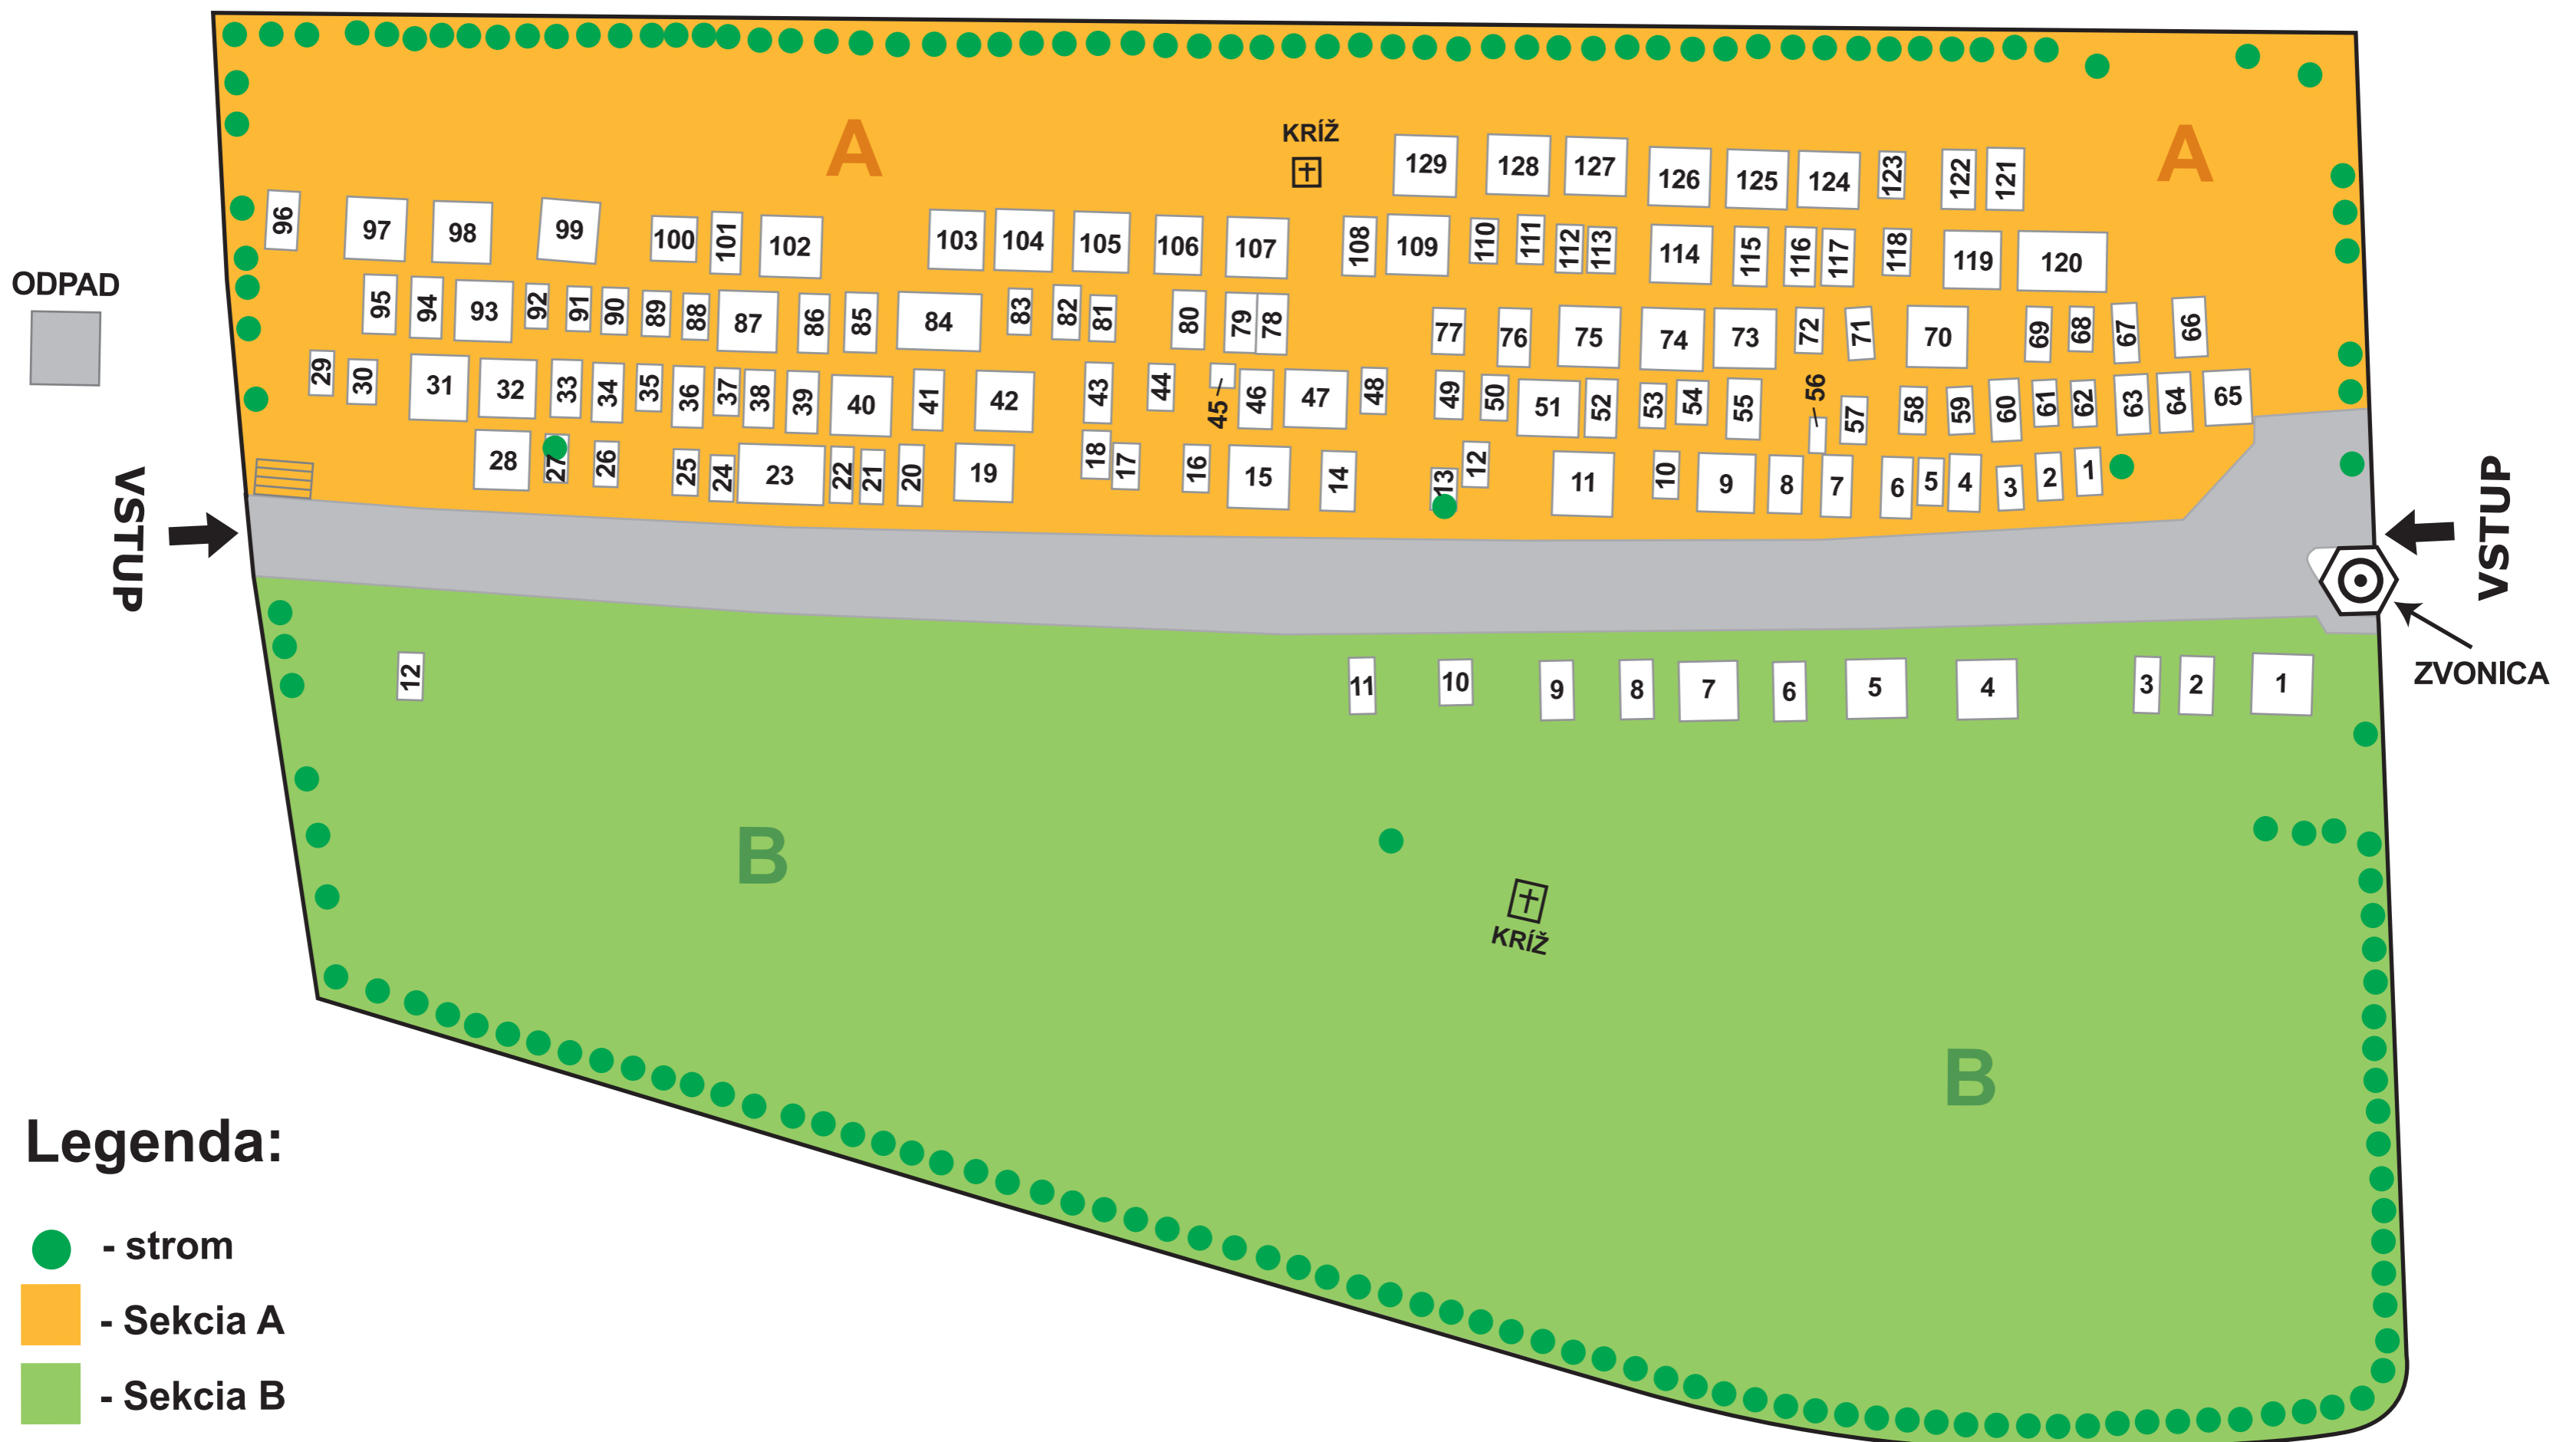 KRÍŽ
A
A
129 128 127 126 125 124 123 122 121
96 97 98 99 100 101 102 103 104 105 106 107 108 109 110 111 112 113 114 115 116 117 118 119 120
ODPAD
95 94 93 92 91 90 89 88 87 86 85 84 83 82 81 80 79 78 77 76 75 74 73 72 71 70 69 68 67 66
29 30 31 32 33 34 35 36 37 38 39 40 41 42 43 44 45 46 47 48 49 50 51 52 53 54 55 56 57 58 59 60 61 62 63 64 65
28 27 26 25 24 23 22 21 20 19 18 17 16 15 14 13 12 11 10 9 8 7 6 5 4 3 2 1
VSTUP
VSTUP
ZVONICA
12 11 10 9 8 7 6 5 4 3 2 1
B
KRÍŽ
B
Legenda:
- strom
- Sekcia A
- Sekcia B